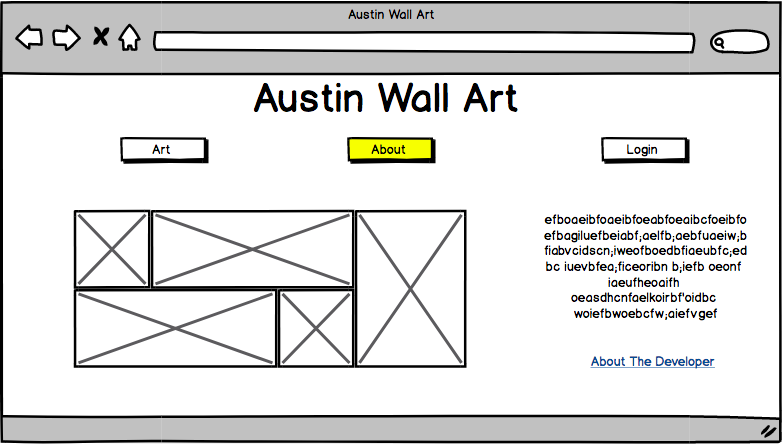 Austin Wall Art
Austin Wall Art
Art
About
Login
efboaeibfoaeibfoeabfoeaibcfoeibfo
efbagiluefbeiabf;aelfb;aebfuaeiw;b
fiabvcidscn;iweofboedbfiaeubfc;ed
bc iuevbfea;ficeoribn b;iefb oeonf
iaeufheoaifh
oeasdhcnfaelkoirbf'oidbc
woiefbwoebcfw;aiefvgef
About The Developer